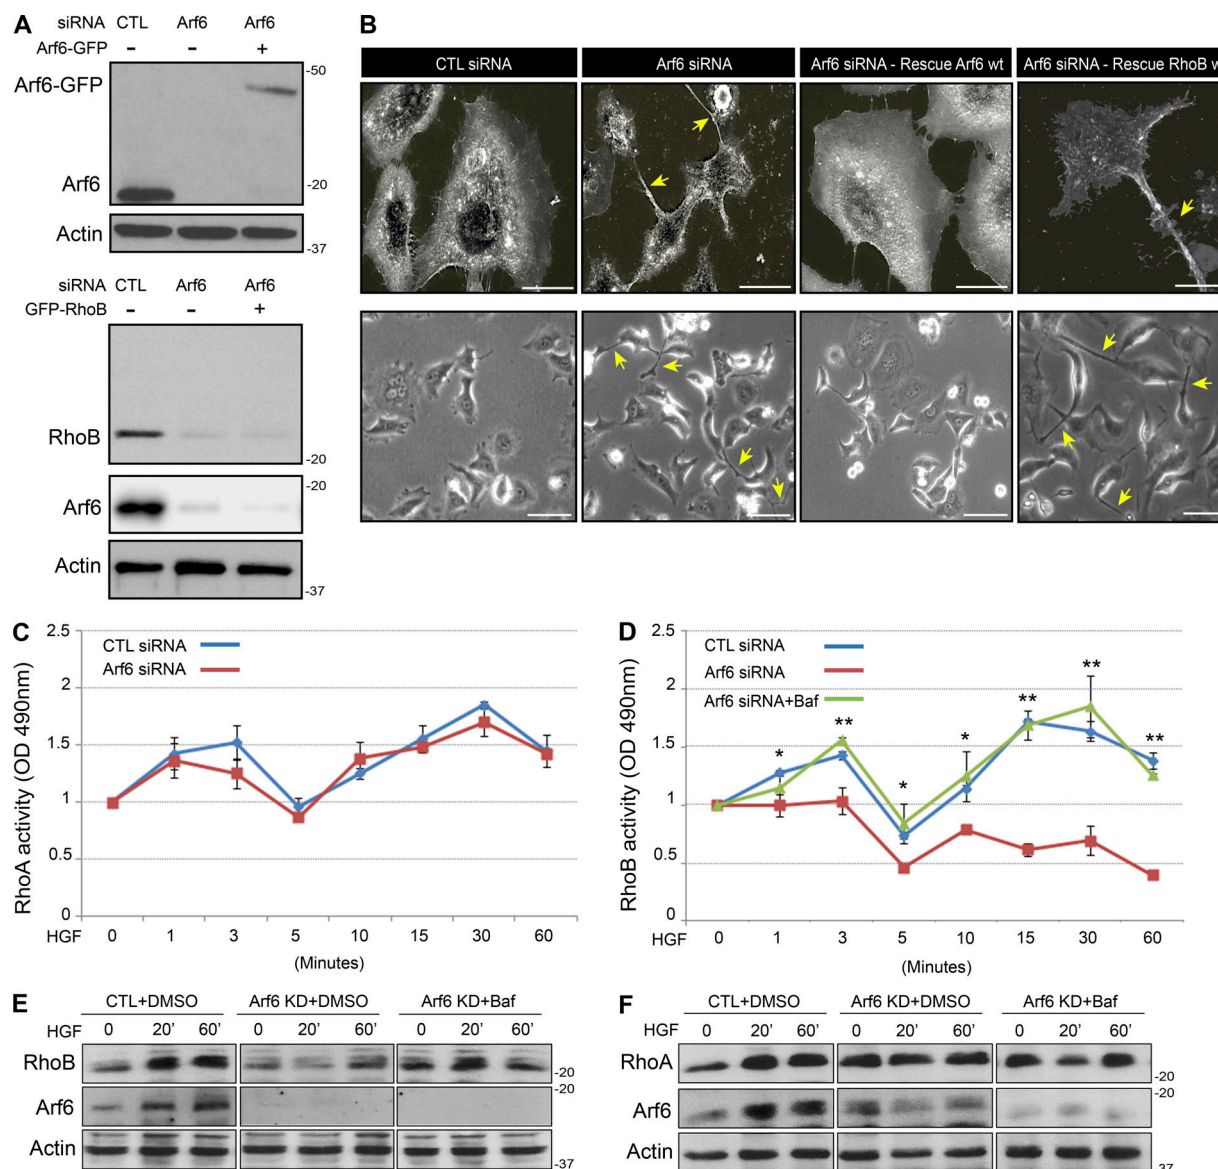 A
siRNA CTL Arf6 Arf6
Arf6-GFP - - +
-50
Arf6-GFP
Arf6
-20
Actin
-37
siRNA CTL Arf6 Arf6
GFP-RhoB - - +
RhoB
-20
-20
Arf6
Actin
-37
B
CTL siRNA
Arf6 siRNA
Arf6 siRNA - Rescue Arf6 wt
Arf6 siRNA - Rescue RhoB w
C
RhoA activity (OD 490nm)
2.5
2
1.5
1
0.5
0
CTL siRNA
Arf6 siRNA
HGF 0 1 3 5 10 15 30 60
(Minutes)
D
RhoB activity (OD 490nm)
2.5
2
1.5
1
0.5
0
CTL siRNA
Arf6 siRNA
Arf6 siRNA+Baf
* ** * * ** ** **
HGF 0 1 3 5 10 15 30 60
(Minutes)
E
CTL+DMSO Arf6 KD+DMSO Arf6 KD+Baf
HGF 0 20' 60' 0 20' 60' 0 20' 60'
RhoB
-20
-20
Arf6
Actin
-37
F
CTL+DMSO Arf6 KD+DMSO Arf6 KD+Baf
HGF 0 20' 60' 0 20' 60' 0 20' 60'
RhoA
-20
-20
Arf6
Actin
-37